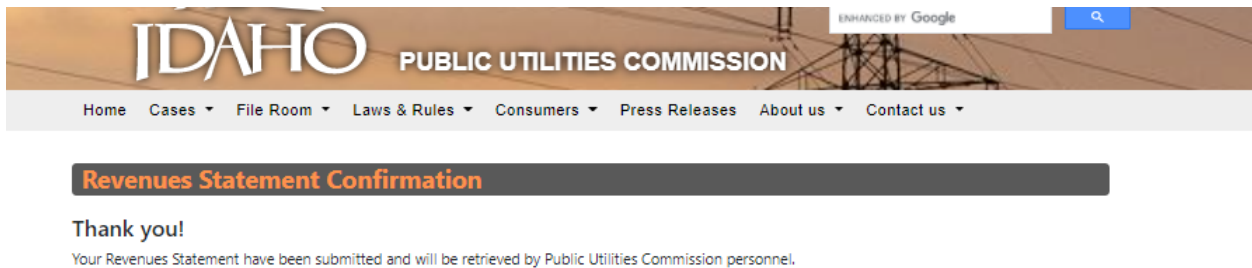 ENHANCED BY Google
IDAHO PUBLIC UTILITIES COMMISSION
Home Cases File Room Laws & Rules Consumers Press Releases About us Contact us
Revenues Statement Confirmation
Thank you!
Your Revenues Statement have been submitted and will be retrieved by Public Utilities Commission personnel.